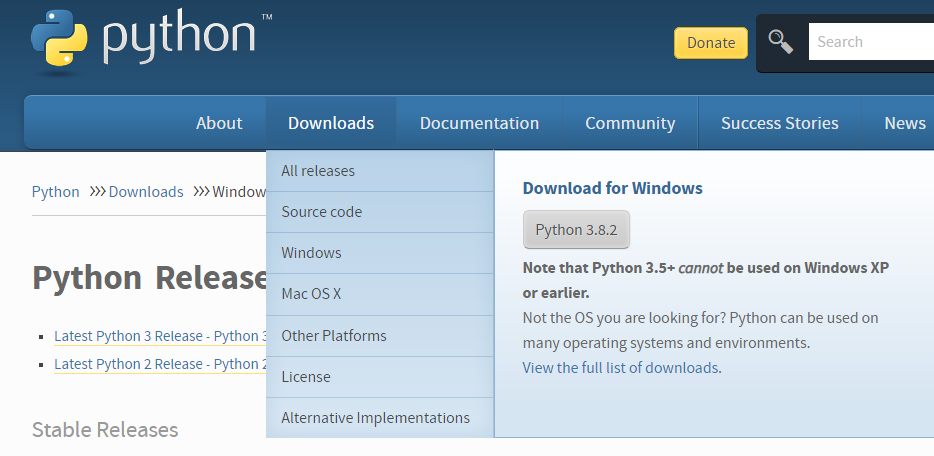 python™
Donate
Search
About
Downloads
Documentation
Community
Success Stories
News
Python >>> Downloads >>> Window
Python Release
Latest Python 3 Release - Python 3
Latest Python 2 Release - Python 2
Stable Releases
All releases
Source code
Windows
Mac OS X
Other Platforms
License
Alternative Implementations
Download for Windows
Python 3.8.2
Note that Python 3.5+ cannot be used on Windows XP
or earlier.
Not the OS you are looking for? Python can be used on
many operating systems and environments.
View the full list of downloads.